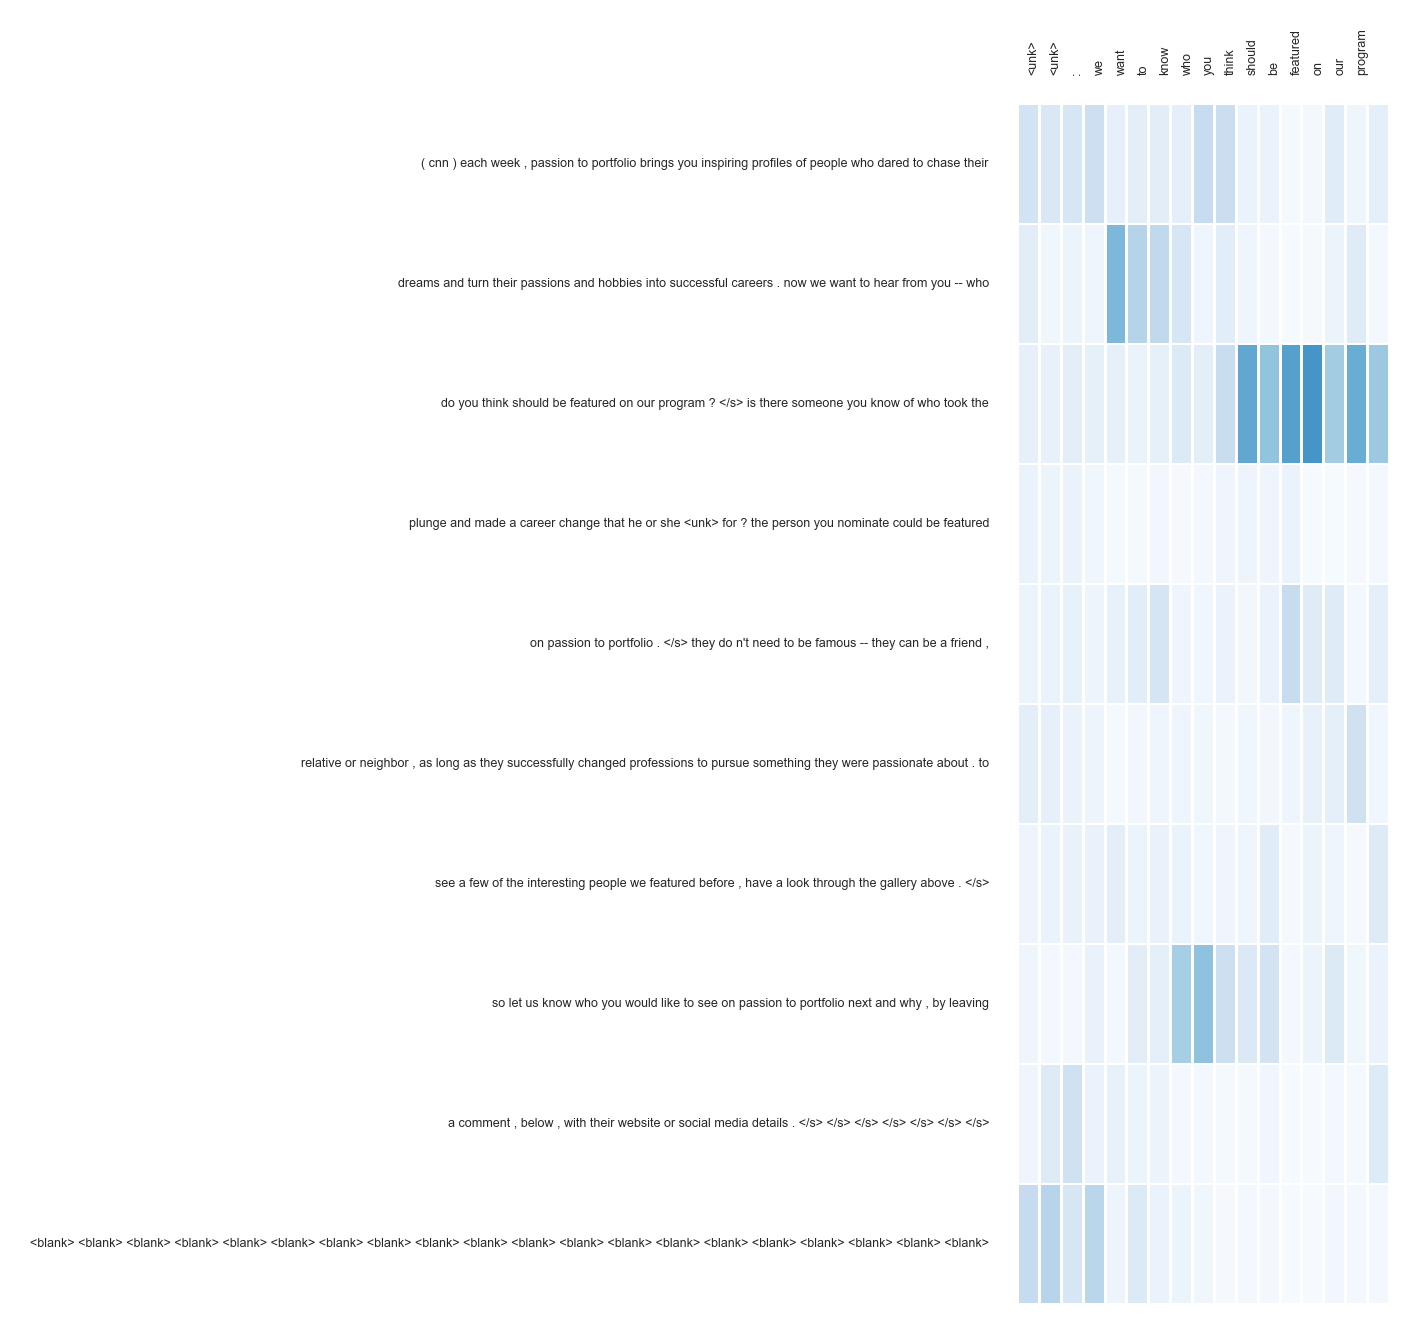 <unk>
<unk>
:
we
want
to
know
who
you
think
should
be
featured
on
our
program
( cnn ) each week , passion to portfolio brings you inspiring profiles of people who dared to chase their
dreams and turn their passions and hobbies into successful careers . now we want to hear from you -- who
do you think should be featured on our program ? </s> is there someone you know of who took the
plunge and made a career change that he or she <unk> for ? the person you nominate could be featured
on passion to portfolio . </s> they do n't need to be famous -- they can be a friend ,
relative or neighbor , as long as they successfully changed professions to pursue something they were passionate about . to
see a few of the interesting people we featured before , have a look through the gallery above . </s>
so let us know who you would like to see on passion to portfolio next and why , by leaving
a comment , below , with their website or social media details . </s> </s> </s> </s> </s> </s> </s>
<blank> <blank> <blank> <blank> <blank> <blank> <blank> <blank> <blank> <blank> <blank> <blank> <blank> <blank> <blank> <blank> <blank> <blank> <blank> <blank>